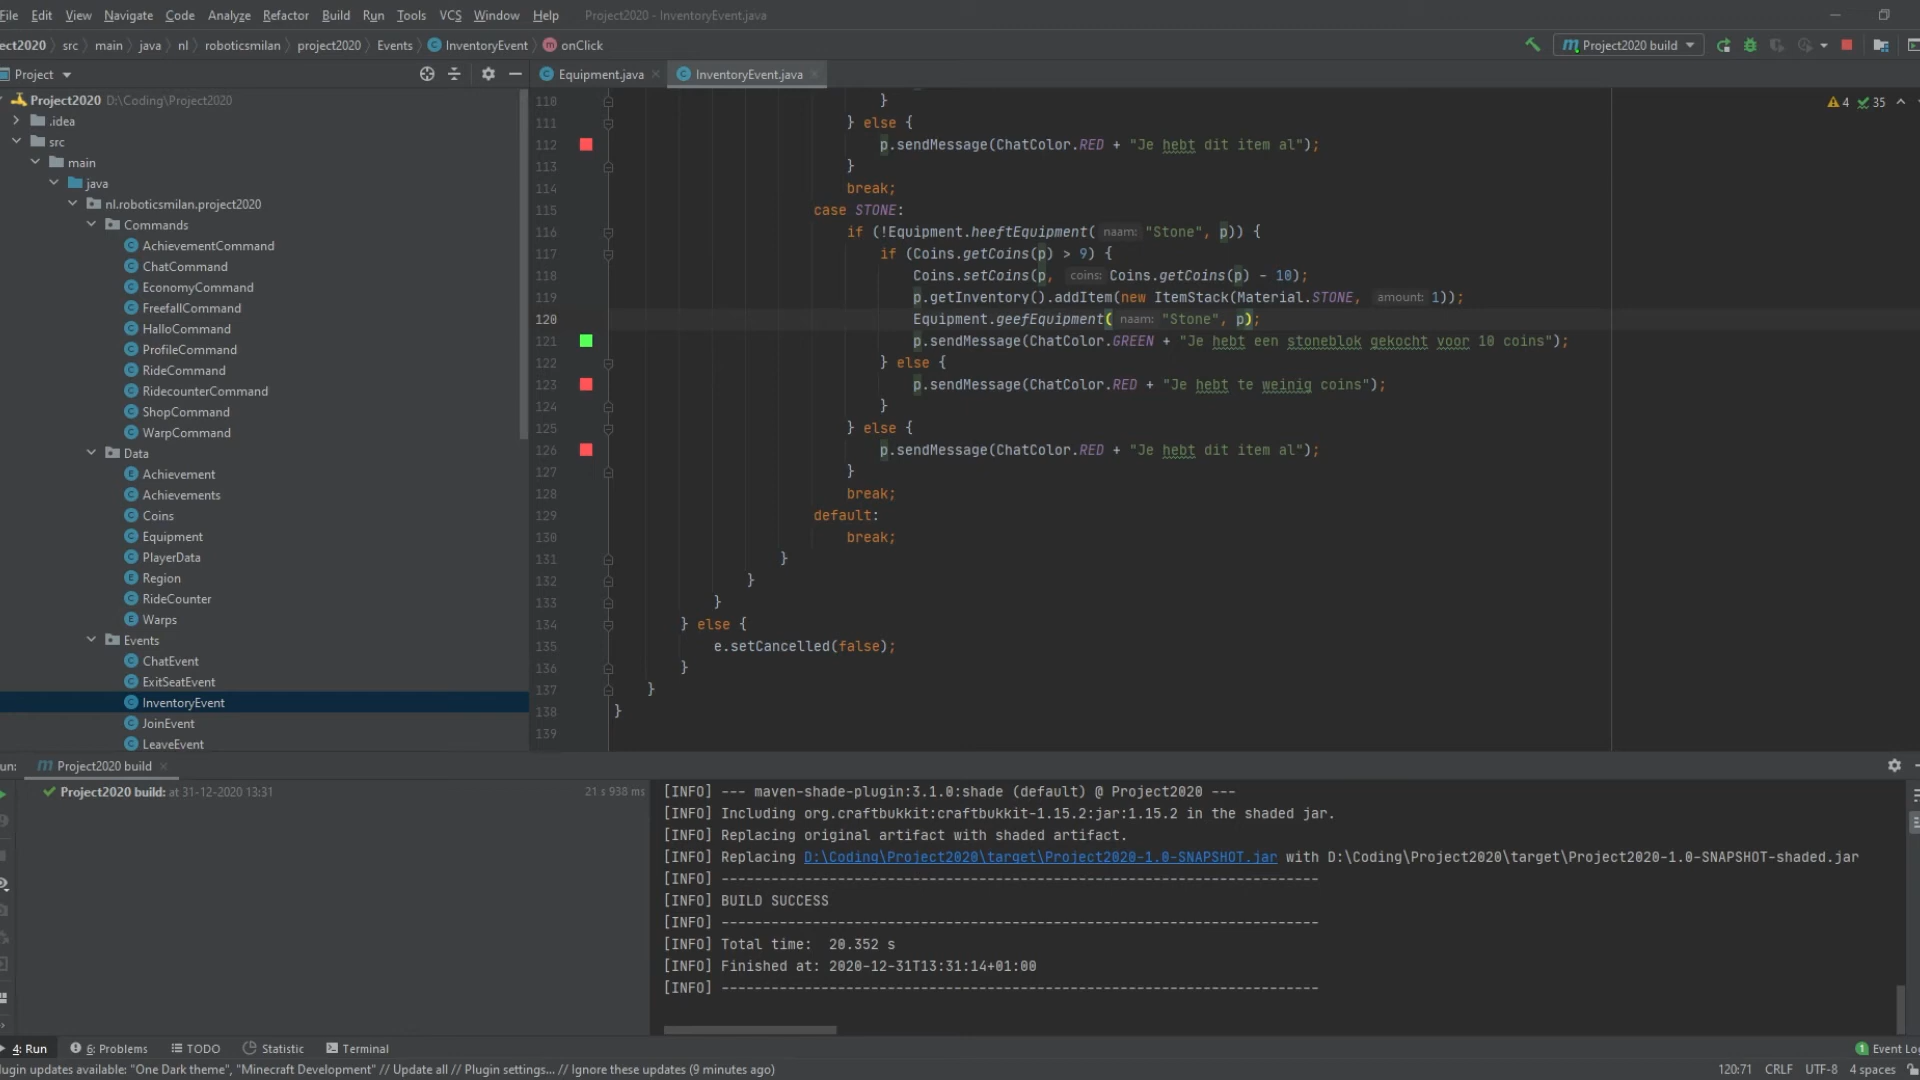 File Edit View Navigate Code Analyze Refactor Build Run Tools VCS Window Help Project2020 - InventoryEvent.java
ect2020 src main java nl roboticsmilan project2020 Events InventoryEvent onClick Project2020 build
Project Equipment.java InventoryEvent.java
Project2020 D:\Coding\Project2020
.idea
src
main
java
nl.roboticsmilan.project2020
Commands
AchievementCommand
ChatCommand
EconomyCommand
FreefallCommand
HalloCommand
ProfileCommand
RideCommand
RidecounterCommand
ShopCommand
WarpCommand
Data
Achievement
Achievements
Coins
Equipment
PlayerData
Region
RideCounter
Warps
Events
ChatEvent
ExitSeatEvent
InventoryEvent
JoinEvent
LeaveEvent
4 35
110 }
111 } else {
112 p.sendMessage(ChatColor.RED + "Je hebt dit item al");
113 }
114 break;
115 case STONE:
116 if (!Equipment.heeftEquipment( naam: "Stone", p)) {
117 if (Coins.getCoins(p) > 9) {
118 Coins.setCoins(p, coins: Coins.getCoins(p) - 10);
119 p.getInventory().addItem(new ItemStack(Material.STONE, amount: 1));
120 Equipment.geefEquipment( naam: "Stone", p);
121 p.sendMessage(ChatColor.GREEN + "Je hebt een stoneblok gekocht voor 10 coins");
122 } else {
123 p.sendMessage(ChatColor.RED + "Je hebt te weinig coins");
124 }
125 } else {
126 p.sendMessage(ChatColor.RED + "Je hebt dit item al");
127 }
128 break;
129 default:
130 break;
131 }
132 }
133 }
134 } else {
135 e.setCancelled(false);
136 }
137 }
138 }
139
un: Project2020 build
Project2020 build: at 31-12-2020 13:31 21 s 938 ms
[INFO] --- maven-shade-plugin:3.1.0:shade (default) @ Project2020 ---
[INFO] Including org.craftbukkit:craftbukkit-1.15.2:jar:1.15.2 in the shaded jar.
[INFO] Replacing original artifact with shaded artifact.
[INFO] Replacing D:\Coding\Project2020\target\Project2020-1.0-SNAPSHOT.jar with D:\Coding\Project2020\target\Project2020-1.0-SNAPSHOT-shaded.jar
[INFO] ------------------------------------------------------------------------
[INFO] BUILD SUCCESS
[INFO] ------------------------------------------------------------------------
[INFO] Total time: 20.352 s
[INFO] Finished at: 2020-12-31T13:31:14+01:00
[INFO] ------------------------------------------------------------------------
4: Run 6: Problems TODO Statistic Terminal 1 Event Log
lugin updates available: "One Dark theme", "Minecraft Development" // Update all // Plugin settings... // Ignore these updates (9 minutes ago) 120:71 CRLF UTF-8 4 spaces